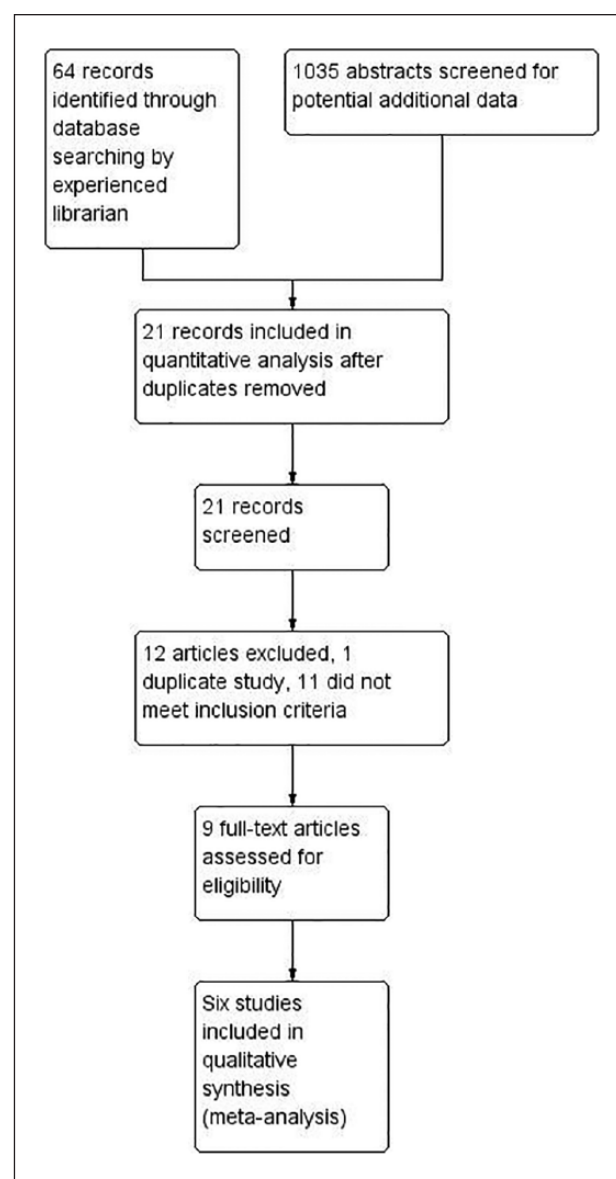 64 records
identified through
database
searching by
experienced
librarian
1035 abstracts screened for
potential additional data
21 records included in
quantitative analysis after
duplicates removed
21 records
screened
12 articles excluded, 1
duplicate study, 11 did not
meet inclusion criteria
9 full-text articles
assessed for
eligibility
Six studies
included in
qualitative
synthesis
(meta-analysis)